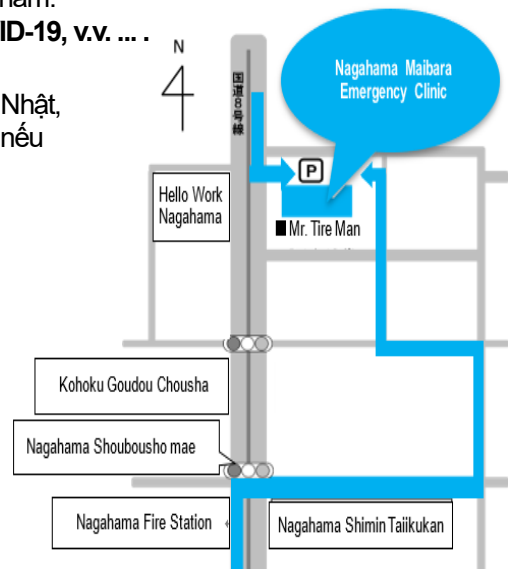 nam.
ID-19, v.v. ... .
Nhật,
nếu
N
国道8号線
Nagahama Maibara
Emergency Clinic
P
Hello Work
Nagahama
■ Mr. Tire Man
Kohoku Goudou Chousha
Nagahama Shoubousho mae
Nagahama Fire Station
Nagahama Shimin Taiikukan